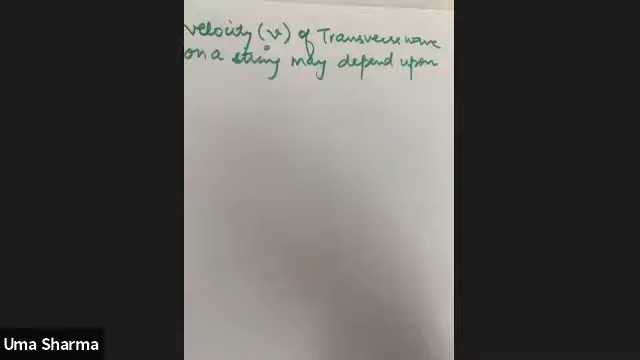 velocity (v) of Transverse wave
on a string may depend upon
Uma Sharma